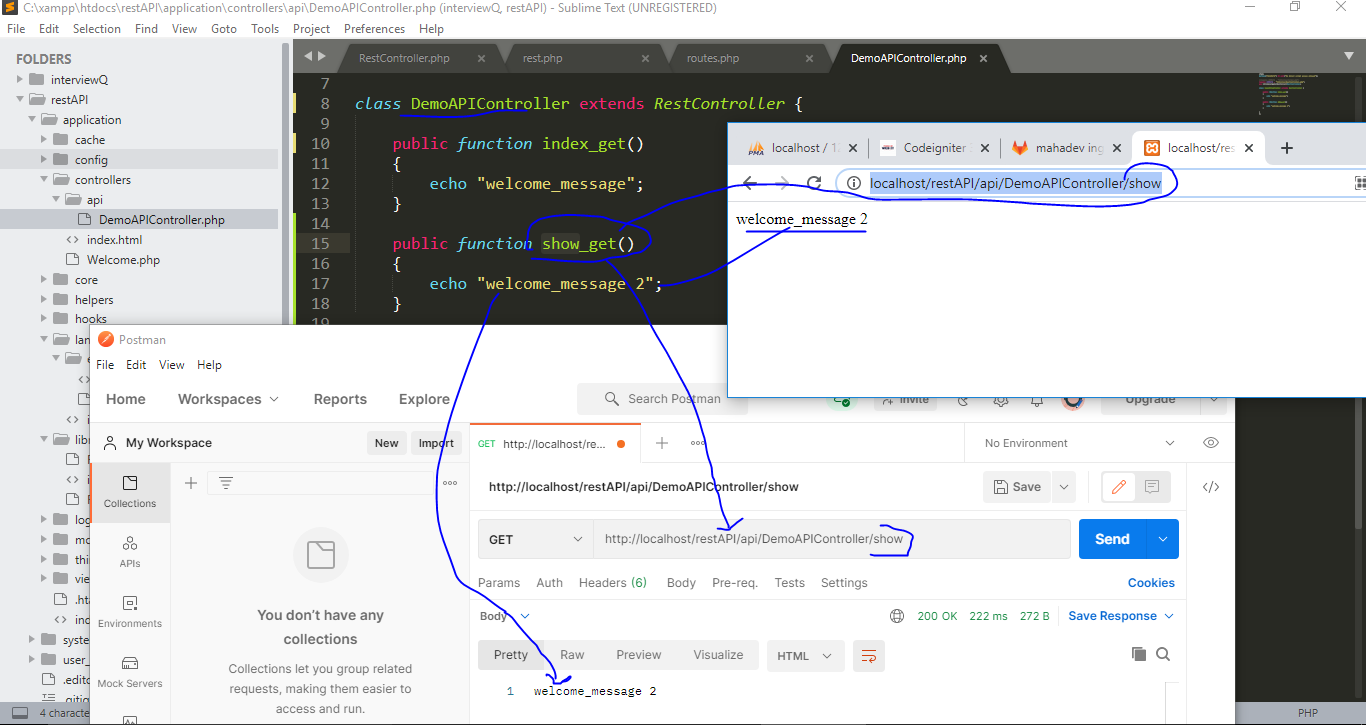 C:\xampp\htdocs\restAPI\application\controllers\api\DemoAPIController.php (interviewQ, restAPI) - Sublime Text (UNREGISTERED)
File Edit Selection Find View Goto Tools Project Preferences Help
FOLDERS
interviewQ
restAPI
application
cache
config
controllers
api
DemoAPIController.php
index.html
Welcome.php
core
helpers
hooks
lan
e
i
libr
F
i
F
log
mo
thi
vie
.hta
ind
syste
user_
.edito
.gitig
4 characte
RestController.php rest.php routes.php DemoAPIController.php
7
8 class DemoAPIController extends RestController {
9
10 public function index_get()
11 {
12 echo "welcome_message";
13 }
14
15 public function show_get()
16 {
17 echo "welcome_message 2";
18 }
19
PHP
PMA localhost / 1 Codeigniter mahadev ing localhost/res
localhost/restAPI/api/DemoAPIController/show
welcome_message 2
Postman
File Edit View Help
Home Workspaces Reports Explore Search Postman Invite Upgrade
My Workspace New Import
GET http://localhost/re... No Environment
Collections
APIs
Environments
Mock Servers
You don't have any
collections
Collections let you group related
requests, making them easier to
access and run.
http://localhost/restAPI/api/DemoAPIController/show Save
GET http://localhost/restAPI/api/DemoAPIController/show Send
Params Auth Headers (6) Body Pre-req. Tests Settings Cookies
Body 200 OK 222 ms 272 B Save Response
Pretty Raw Preview Visualize HTML
1 welcome_message 2